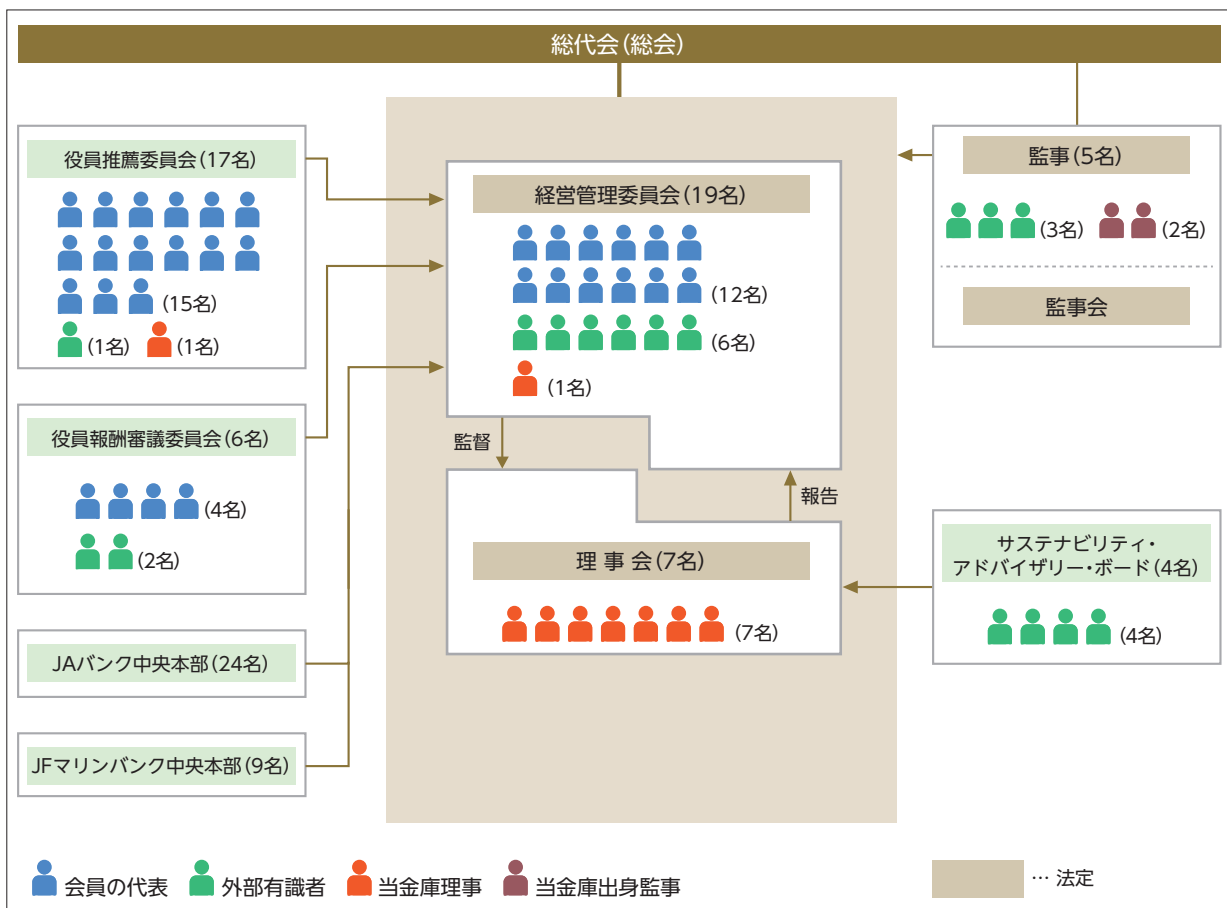 総代会(総会)
役員推薦委員会(17名)
(15名)
(1名)
(1名)
役員報酬審議委員会(6名)
(4名)
(2名)
JAバンク中央本部(24名)
JFマリンバンク中央本部(9名)
経営管理委員会(19名)
(12名)
(6名)
(1名)
監督
報告
理事会(7名)
(7名)
監事(5名)
(3名)
(2名)
監事会
サステナビリティ・
アドバイザリー・ボード(4名)
(4名)
会員の代表
外部有識者
当金庫理事
当金庫出身監事
… 法定